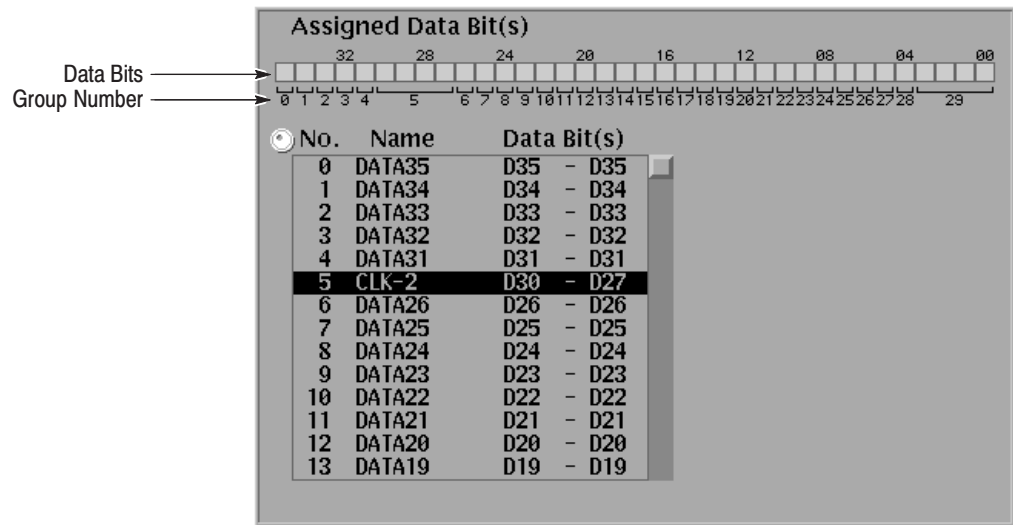 Assigned Data Bit(s)
32 28 24 20 16 12 08 04 00
Data Bits
Group Number
0 1 2 3 4 5 6 7 8 9 10 11 12 13 14 15 16 17 18 19 20 21 22 23 24 25 26 27 28 29
No. Name Data Bit(s)
0 DATA35 D35 - D35
1 DATA34 D34 - D34
2 DATA33 D33 - D33
3 DATA32 D32 - D32
4 DATA31 D31 - D31
5 CLK-2 D30 - D27
6 DATA26 D26 - D26
7 DATA25 D25 - D25
8 DATA24 D24 - D24
9 DATA23 D23 - D23
10 DATA22 D22 - D22
11 DATA21 D21 - D21
12 DATA20 D20 - D20
13 DATA19 D19 - D19